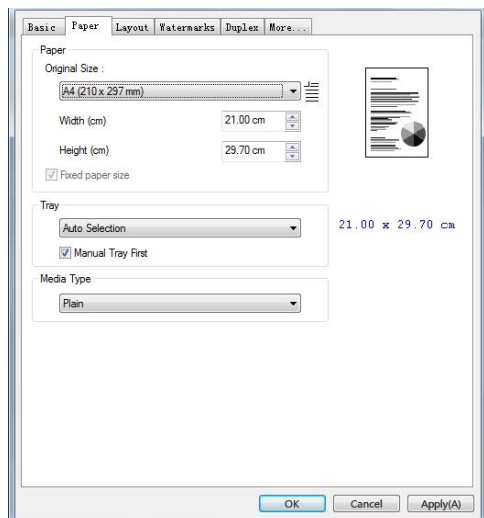 Basic Paper Layout Watermarks Duplex More...
Paper
Original Size :
A4 (210 x 297 mm)
Width (cm) 21.00 cm
Height (cm) 29.70 cm
Fixed paper size
Tray
Auto Selection
Manual Tray First
21.00 x 29.70 cm
Media Type
Plain
OK Cancel Apply(A)